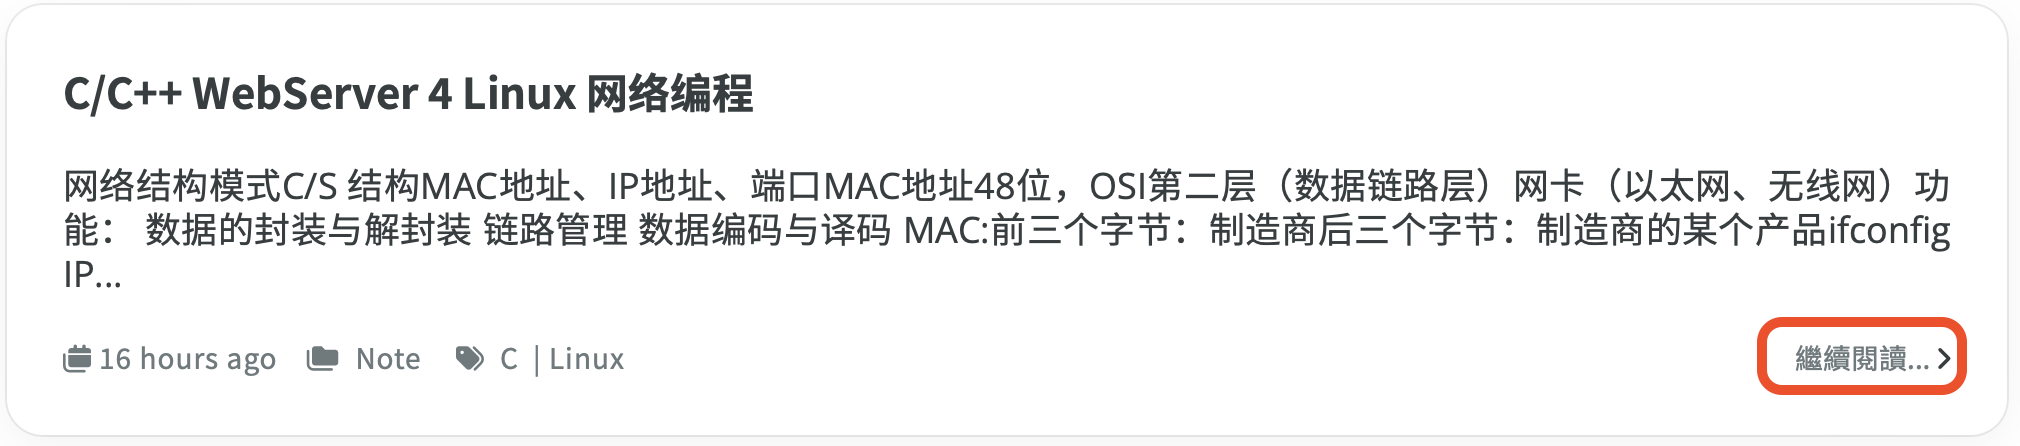 C/C++ WebServer 4 Linux 网络编程
网络结构模式C/S 结构MAC地址、IP地址、端口MAC地址48位，OSI第二层（数据链路层）网卡（以太网、无线网）功
能： 数据的封装与解封装 链路管理 数据编码与译码 MAC:前三个字节：制造商后三个字节：制造商的某个产品ifconfig
IP...
16 hours ago Note C | Linux 繼續閱讀...